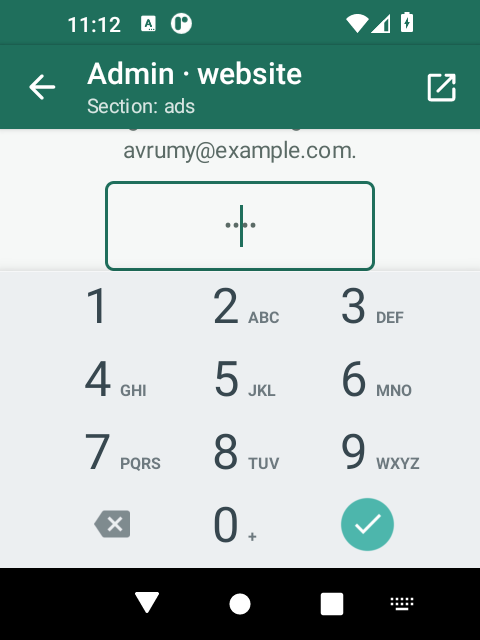 11:12
Admin · website
Section: ads
avrumy@example.com.
••••
1
2 ABC
3 DEF
4 GHI
5 JKL
6 MNO
7 PQRS
8 TUV
9 WXYZ
0 +